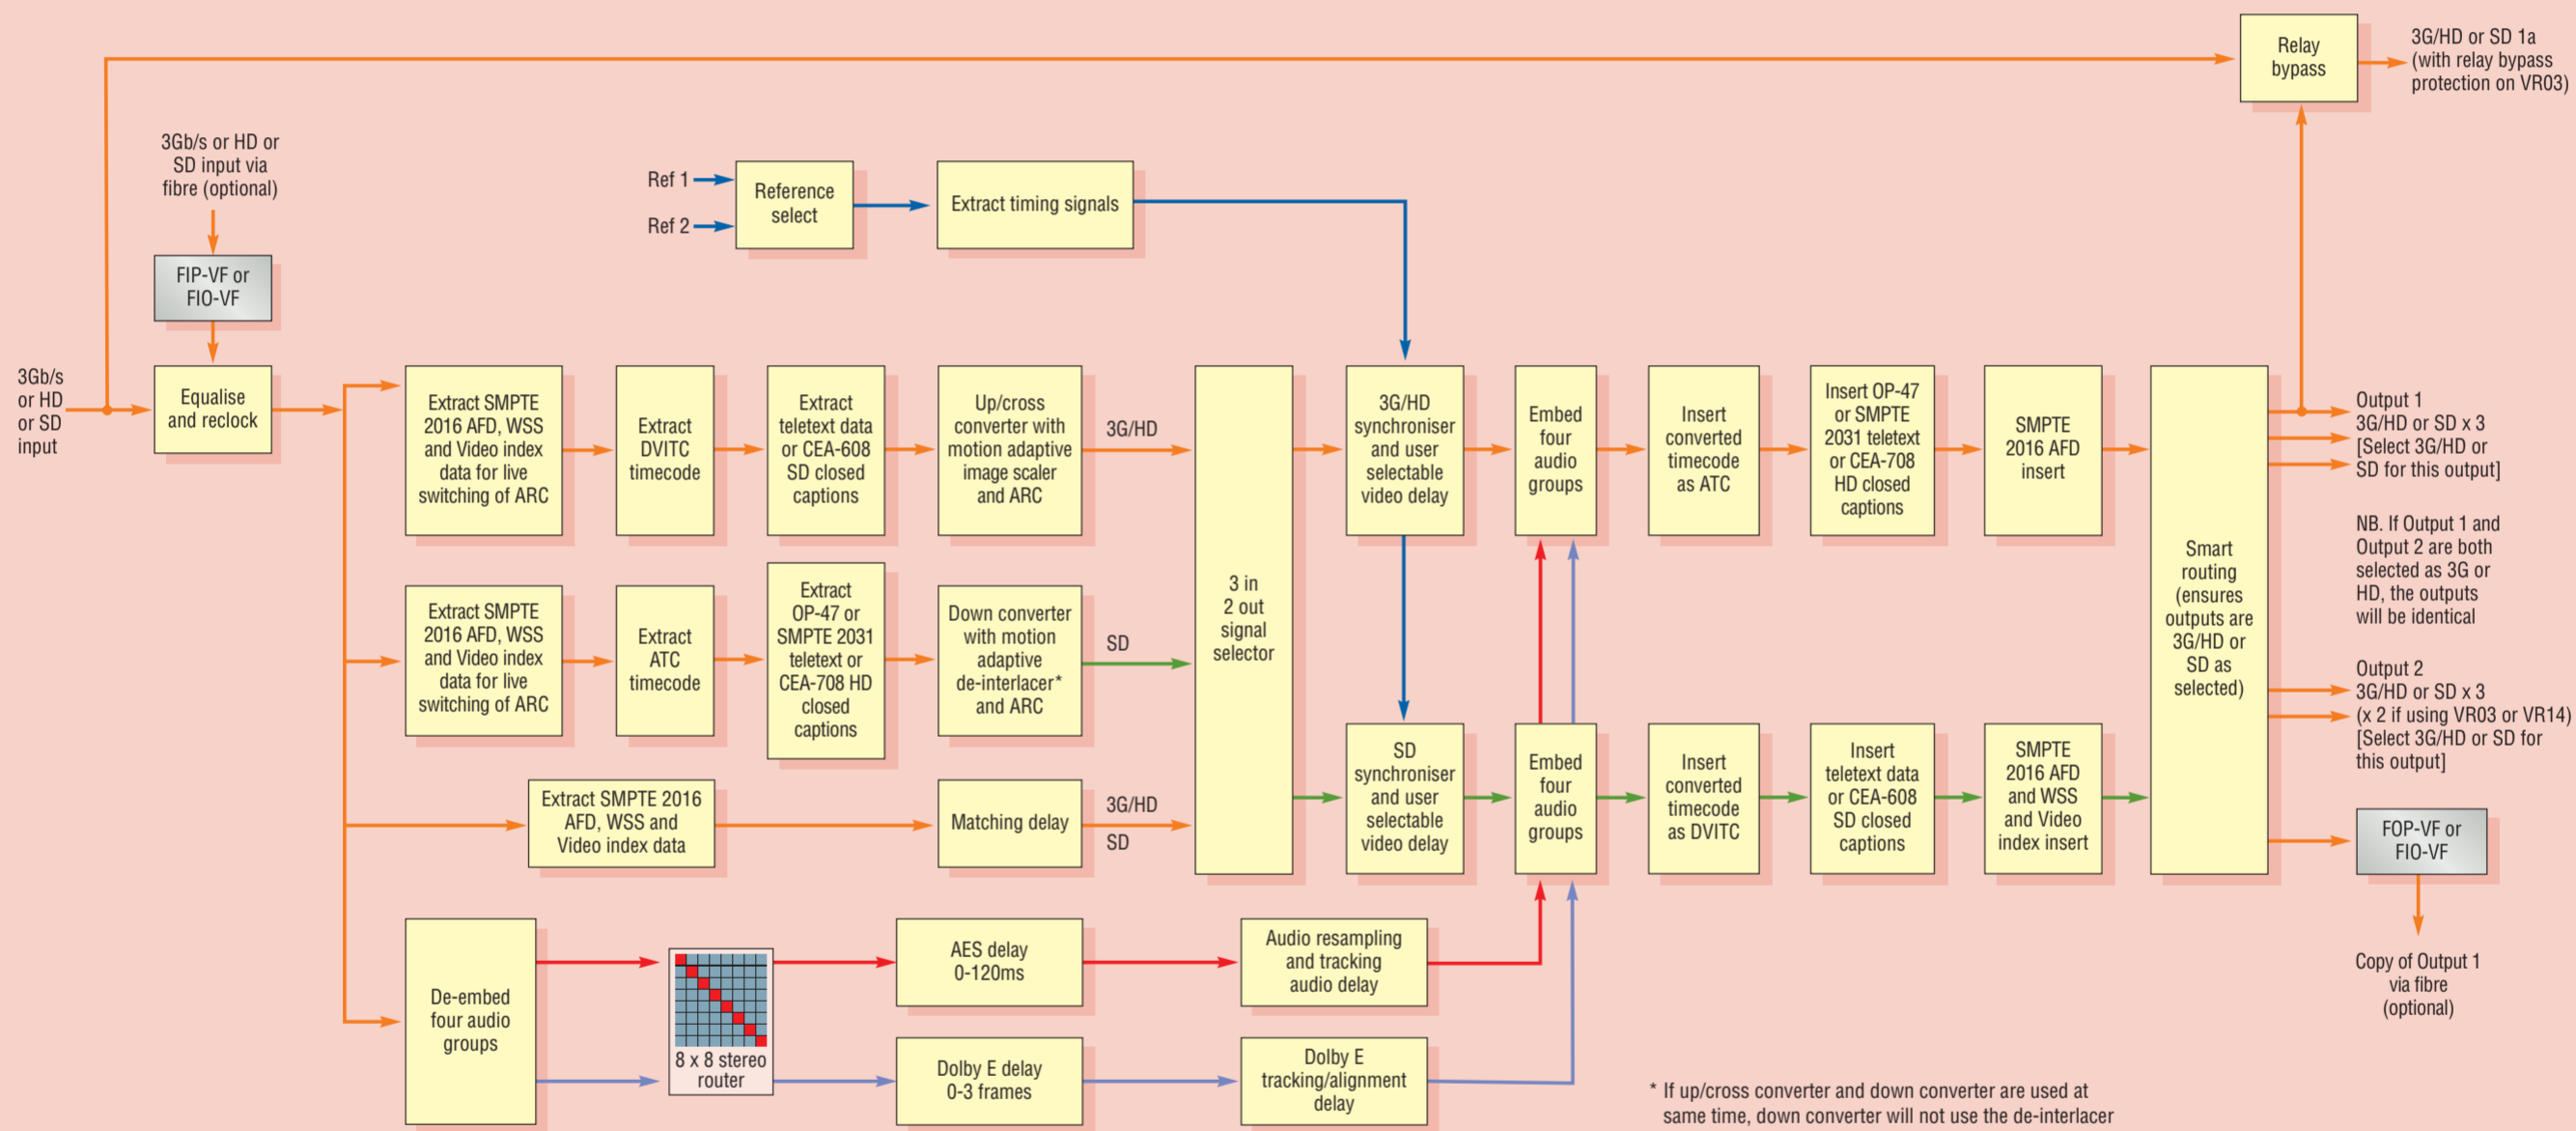 Relay
bypass
3G/HD or SD 1a
(with relay bypass
protection on VR03)
3Gb/s or HD or
SD input via
fibre (optional)
FIP-VF or
FIO-VF
Ref 1
Ref 2
Reference
select
Extract timing signals
3Gb/s
or HD
or SD
input
Equalise
and reclock
Extract SMPTE
2016 AFD, WSS
and Video index
data for live
switching of ARC
Extract
DVITC
timecode
Extract
teletext data
or CEA-608
SD closed
captions
Up/cross
converter with
motion adaptive
image scaler
and ARC
3G/HD
Extract SMPTE
2016 AFD, WSS
and Video index
data for live
switching of ARC
Extract
ATC
timecode
Extract
OP-47 or
SMPTE 2031
teletext or
CEA-708 HD
closed
captions
Down converter
with motion
adaptive
de-interlacer*
and ARC
SD
Extract SMPTE 2016
AFD, WSS and
Video index data
Matching delay
3G/HD
SD
3 in
2 out
signal
selector
3G/HD
synchroniser
and user
selectable
video delay
Embed
four
audio
groups
Insert
converted
timecode
as ATC
Insert OP-47
or SMPTE
2031 teletext
or CEA-708
HD closed
captions
SMPTE
2016 AFD
insert
SD
synchroniser
and user
selectable
video delay
Embed
four
audio
groups
Insert
converted
timecode
as DVITC
Insert
teletext data
or CEA-608
SD closed
captions
SMPTE
2016 AFD
and WSS
and Video
index insert
Smart
routing
(ensures
outputs are
3G/HD or
SD as
selected)
Output 1
3G/HD or SD x 3
[Select 3G/HD or
SD for this output]
NB. If Output 1 and
Output 2 are both
selected as 3G or
HD, the outputs
will be identical
Output 2
3G/HD or SD x 3
(x 2 if using VR03 or VR14)
[Select 3G/HD or SD for
this output]
FOP-VF or
FIO-VF
Copy of Output 1
via fibre
(optional)
De-embed
four audio
groups
8 x 8 stereo
router
AES delay
0-120ms
Audio resampling
and tracking
audio delay
Dolby E delay
0-3 frames
Dolby E
tracking/alignment
delay
* If up/cross converter and down converter are used at
same time, down converter will not use the de-interlacer